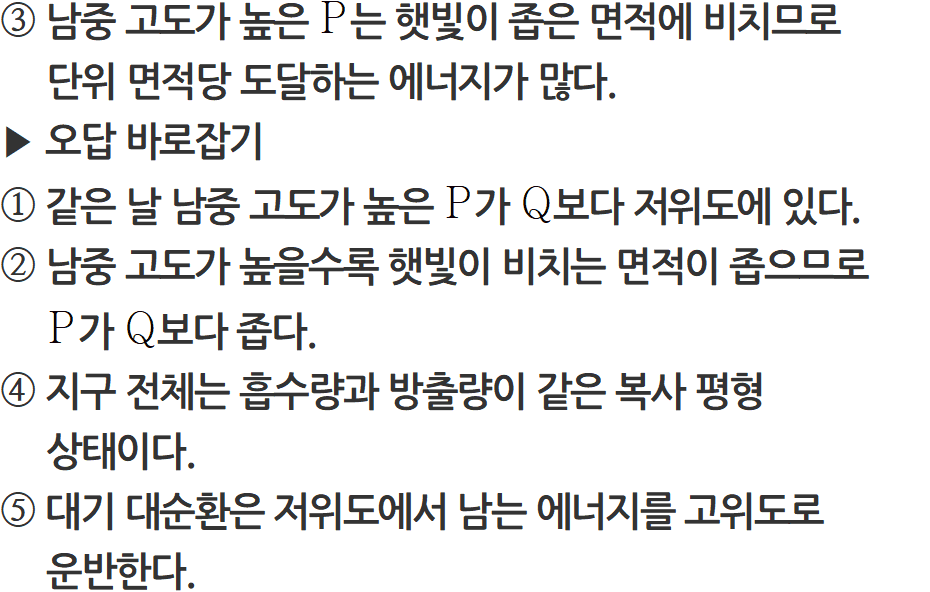 ③ 남중 고도가 높은 P는 햇빛이 좁은 면적에 비치므로
단위 면적당 도달하는 에너지가 많다.
▶ 오답 바로잡기
① 같은 날 남중 고도가 높은 P가 Q보다 저위도에 있다.
② 남중 고도가 높을수록 햇빛이 비치는 면적이 좁으므로
P가 Q보다 좁다.
④ 지구 전체는 흡수량과 방출량이 같은 복사 평형
상태이다.
⑤ 대기 대순환은 저위도에서 남는 에너지를 고위도로
운반한다.